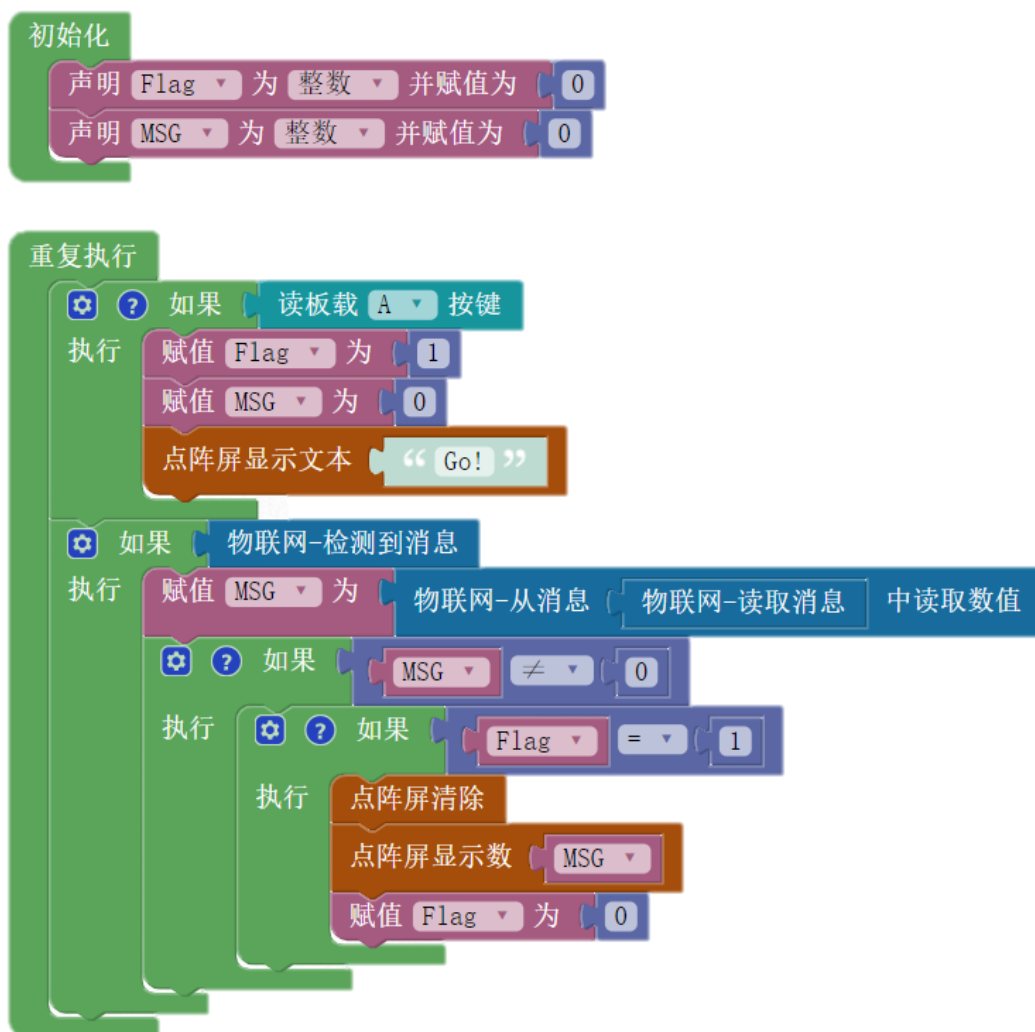 初始化
声明 Flag 为 整数 并赋值为 0
声明 MSG 为 整数 并赋值为 0
重复执行
? 如果 读板载 A 按键
执行 赋值 Flag 为 1
赋值 MSG 为 0
点阵屏显示文本 “ Go! ”
如果 物联网-检测到消息
执行 赋值 MSG 为 物联网-从消息 物联网-读取消息 中读取数值
? 如果 MSG ≠ 0
执行 ? 如果 Flag = 1
执行 点阵屏清除
点阵屏显示数 MSG
赋值 Flag 为 0